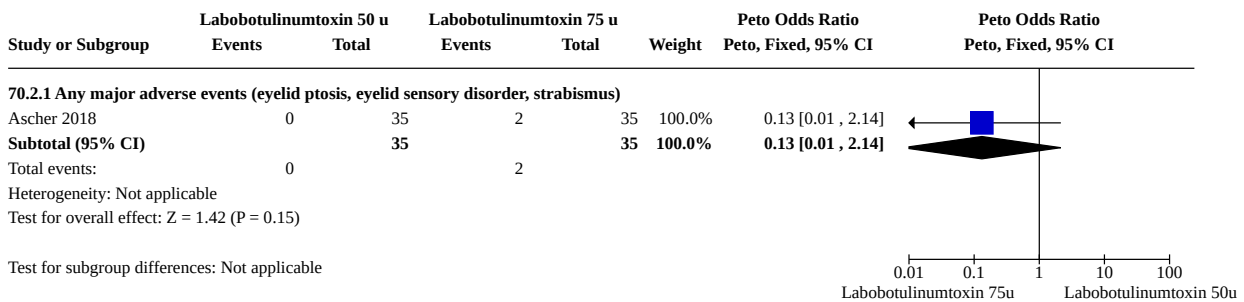 Labobotulinumtoxin 50 u Labobotulinumtoxin 75 u Peto Odds Ratio Peto Odds Ratio
Study or Subgroup Events Total Events Total Weight Peto, Fixed, 95% CI Peto, Fixed, 95% CI
70.2.1 Any major adverse events (eyelid ptosis, eyelid sensory disorder, strabismus)
Ascher 2018 0 35 2 35 100.0% 0.13 [0.01 , 2.14]
Subtotal (95% CI) 35 35 100.0% 0.13 [0.01 , 2.14]
Total events: 0 2
Heterogeneity: Not applicable
Test for overall effect: Z = 1.42 (P = 0.15)
Test for subgroup differences: Not applicable
0.01 0.1 1 10 100
Labobotulinumtoxin 75u Labobotulinumtoxin 50u